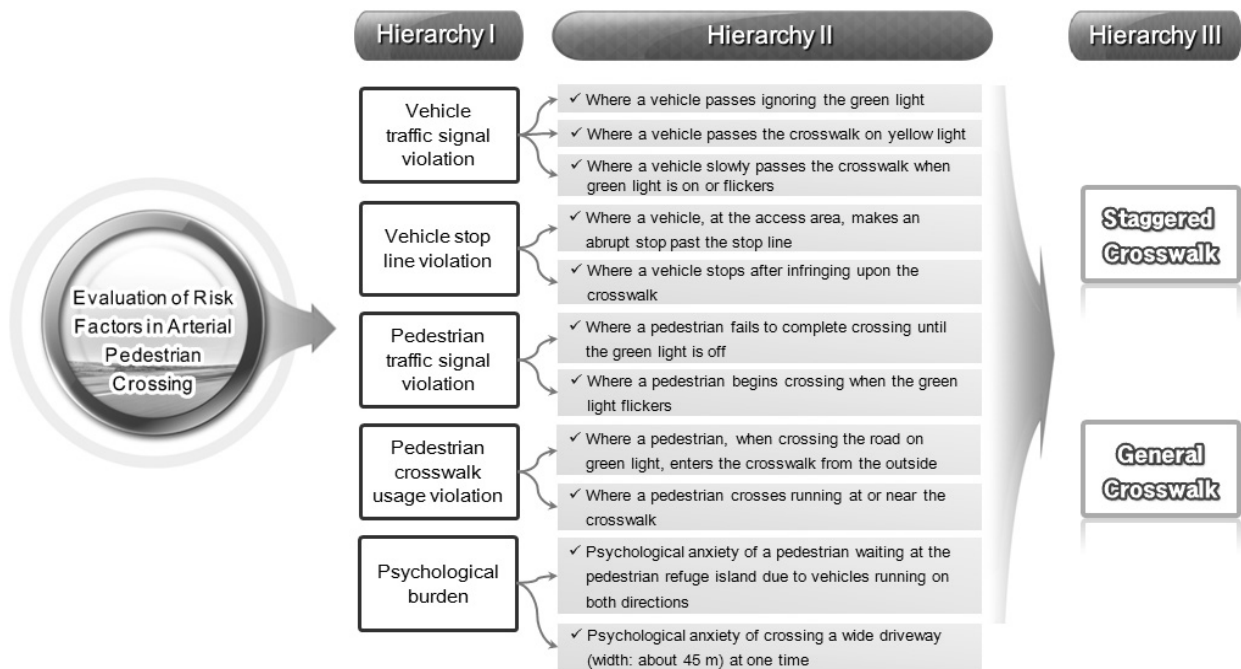 Hierarchy I
Hierarchy II
Hierarchy III
Evaluation of Risk
Factors in Arterial
Pedestrian
Crossing
Vehicle
traffic signal
violation
✓ Where a vehicle passes ignoring the green light
✓ Where a vehicle passes the crosswalk on yellow light
✓ Where a vehicle slowly passes the crosswalk when
green light is on or flickers
Vehicle stop
line violation
✓ Where a vehicle, at the access area, makes an
abrupt stop past the stop line
✓ Where a vehicle stops after infringing upon the
crosswalk
Pedestrian
traffic signal
violation
✓ Where a pedestrian fails to complete crossing until
the green light is off
✓ Where a pedestrian begins crossing when the green
light flickers
Pedestrian
crosswalk
usage violation
✓ Where a pedestrian, when crossing the road on
green light, enters the crosswalk from the outside
✓ Where a pedestrian crosses running at or near the
crosswalk
Psychological
burden
✓ Psychological anxiety of a pedestrian waiting at the
pedestrian refuge island due to vehicles running on
both directions
✓ Psychological anxiety of crossing a wide driveway
(width: about 45 m) at one time
Staggered
Crosswalk
General
Crosswalk